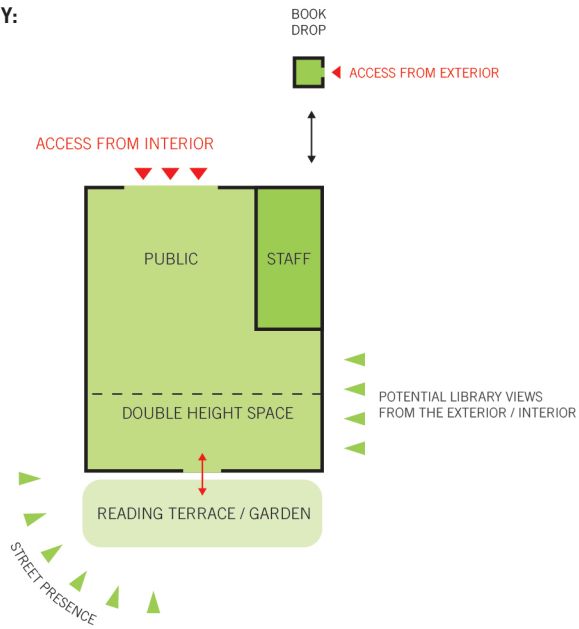 Y:
BOOK
DROP
ACCESS FROM EXTERIOR
ACCESS FROM INTERIOR
PUBLIC
STAFF
POTENTIAL LIBRARY VIEWS
FROM THE EXTERIOR / INTERIOR
DOUBLE HEIGHT SPACE
READING TERRACE / GARDEN
STREET PRESENCE